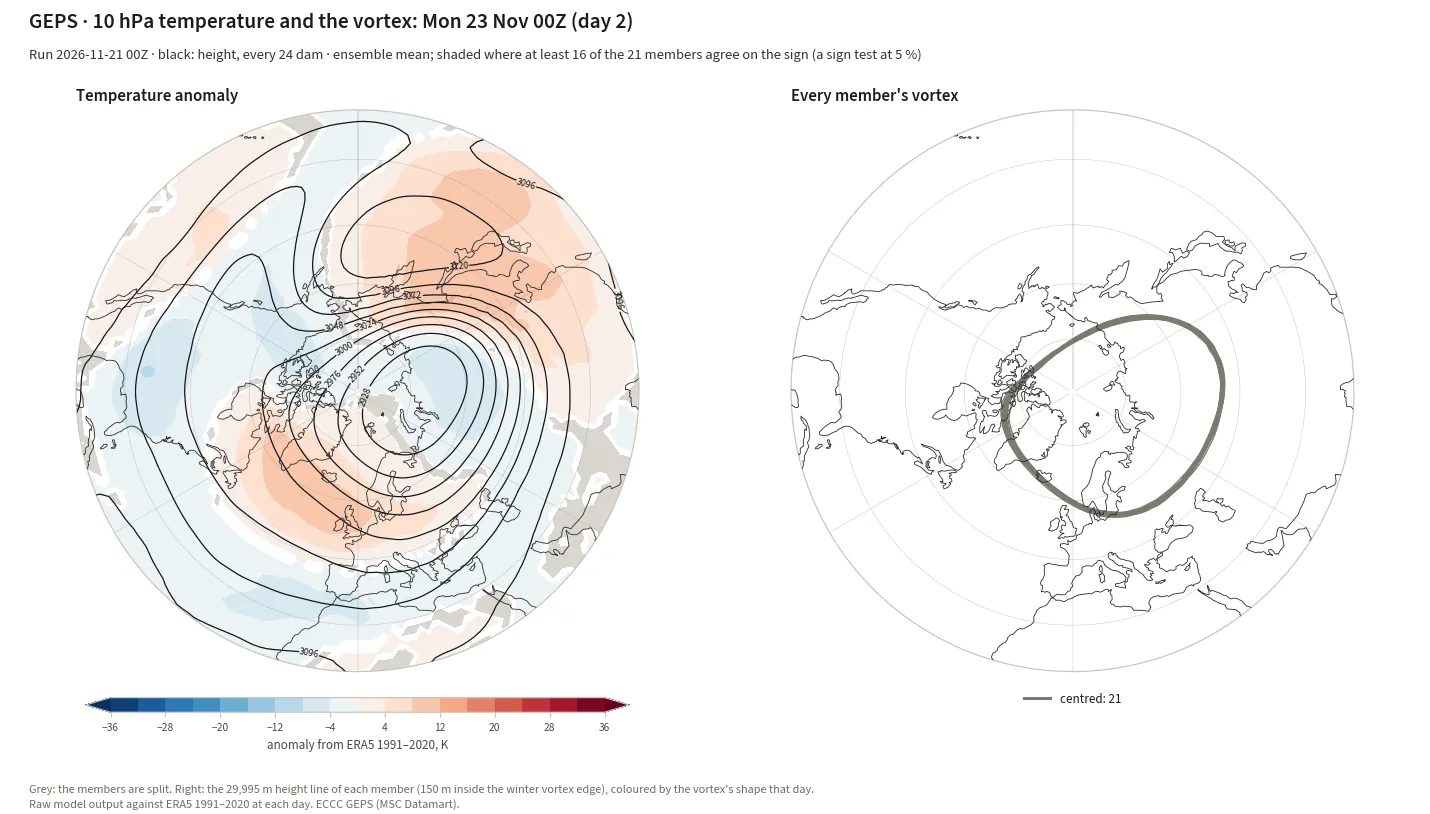 GEPS · 10 hPa temperature and the vortex: Mon 23 Nov 00Z (day 2)
Run 2026-11-21 00Z · black: height, every 24 dam · ensemble mean; shaded where at least 16 of the 21 members agree on the sign (a sign test at 5 %)
Temperature anomaly
Every member's vortex
3096
3120
3096
3072
3096
3048
3024
3000
2976
2952
2928
3096
centred: 21
−36 −28 −20 −12 −4 4 12 20 28 36
anomaly from ERA5 1991–2020, K
Grey: the members are split. Right: the 29,995 m height line of each member (150 m inside the winter vortex edge), coloured by the vortex's shape that day.
Raw model output against ERA5 1991–2020 at each day. ECCC GEPS (MSC Datamart).